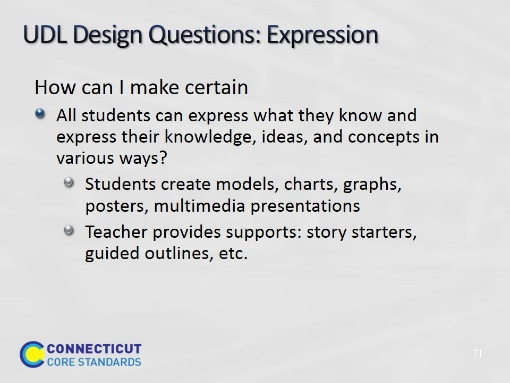 UDL Design Questions: Expression
How can I make certain
All students can express what they know and
express their knowledge, ideas, and concepts in
various ways?
Students create models, charts, graphs,
posters, multimedia presentations
Teacher provides supports: story starters,
guided outlines, etc.
CONNECTICUT
CORE STANDARDS
71